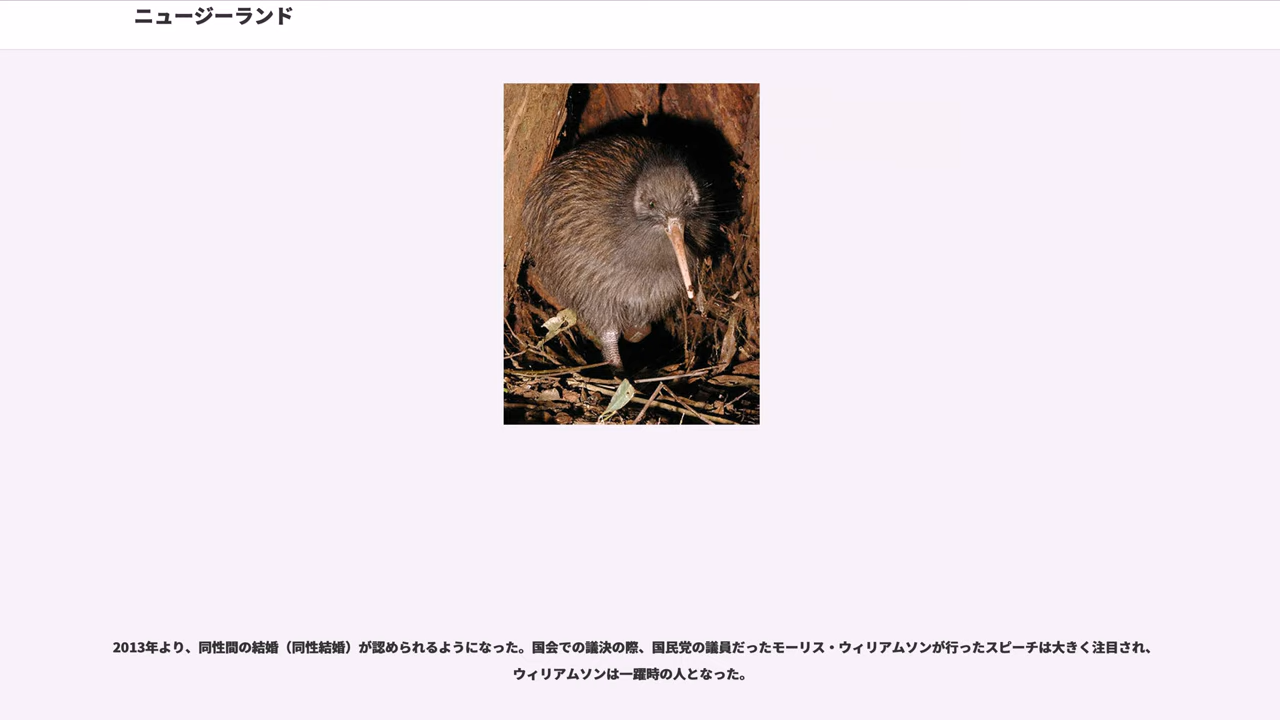 ニュージーランド
2013年より、同性間の結婚（同性結婚）が認められるようになった。国会での議決の際、国民党の議員だったモーリス・ウィリアムソンが行ったスピーチは大きく注目され、
ウィリアムソンは一躍時の人となった。